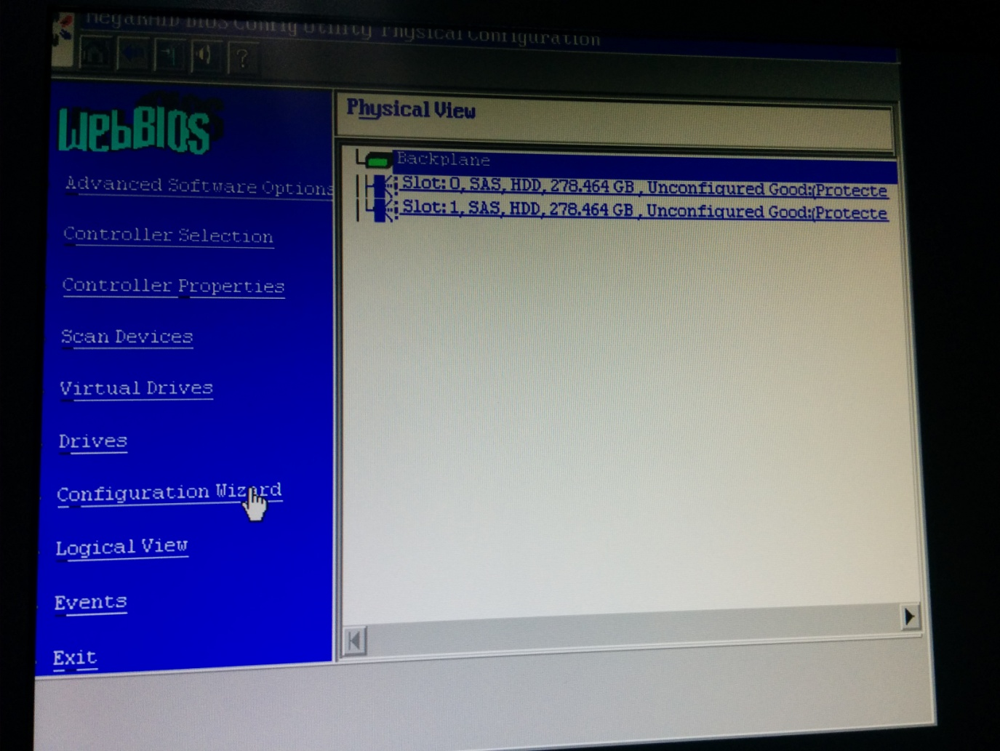 MegaRAID BIOS Config Utility Physical Configuration
?
WebBIOS
Advanced Software Options
Controller Selection
Controller Properties
Scan Devices
Virtual Drives
Drives
Configuration Wizard
Logical View
Events
Exit
Physical View
Backplane
Slot: 0, SAS, HDD, 278.464 GB , Unconfigured Good:(Protecte
Slot: 1, SAS, HDD, 278.464 GB , Unconfigured Good:(Protecte